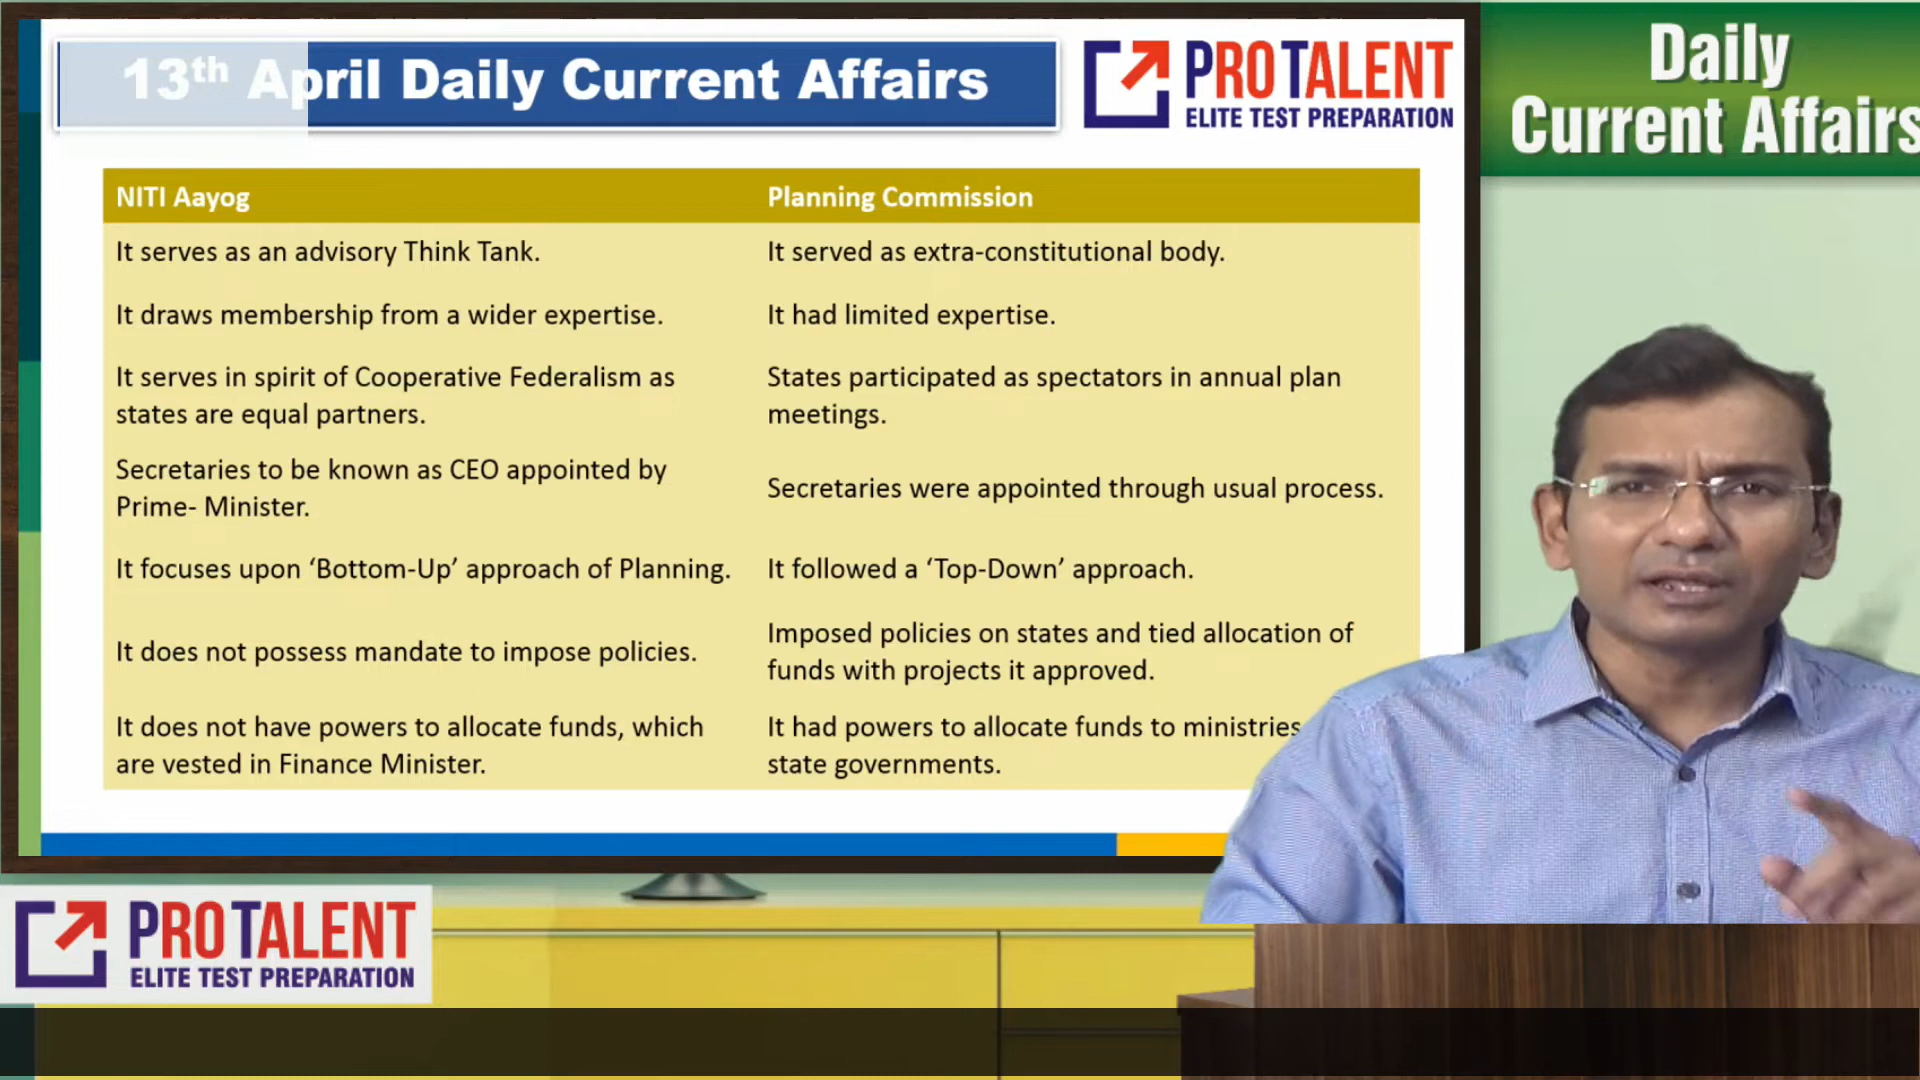 13th April Daily Current Affairs
PROTALENT
ELITE TEST PREPARATION
Daily
Current Affairs
NITI Aayog
Planning Commission
It serves as an advisory Think Tank.
It served as extra-constitutional body.
It draws membership from a wider expertise.
It had limited expertise.
It serves in spirit of Cooperative Federalism as
states are equal partners.
States participated as spectators in annual plan
meetings.
Secretaries to be known as CEO appointed by
Prime- Minister.
Secretaries were appointed through usual process.
It focuses upon ‘Bottom-Up’ approach of Planning.
It followed a ‘Top-Down’ approach.
It does not possess mandate to impose policies.
Imposed policies on states and tied allocation of
funds with projects it approved.
It does not have powers to allocate funds, which
are vested in Finance Minister.
It had powers to allocate funds to ministries
state governments.
PROTALENT
ELITE TEST PREPARATION